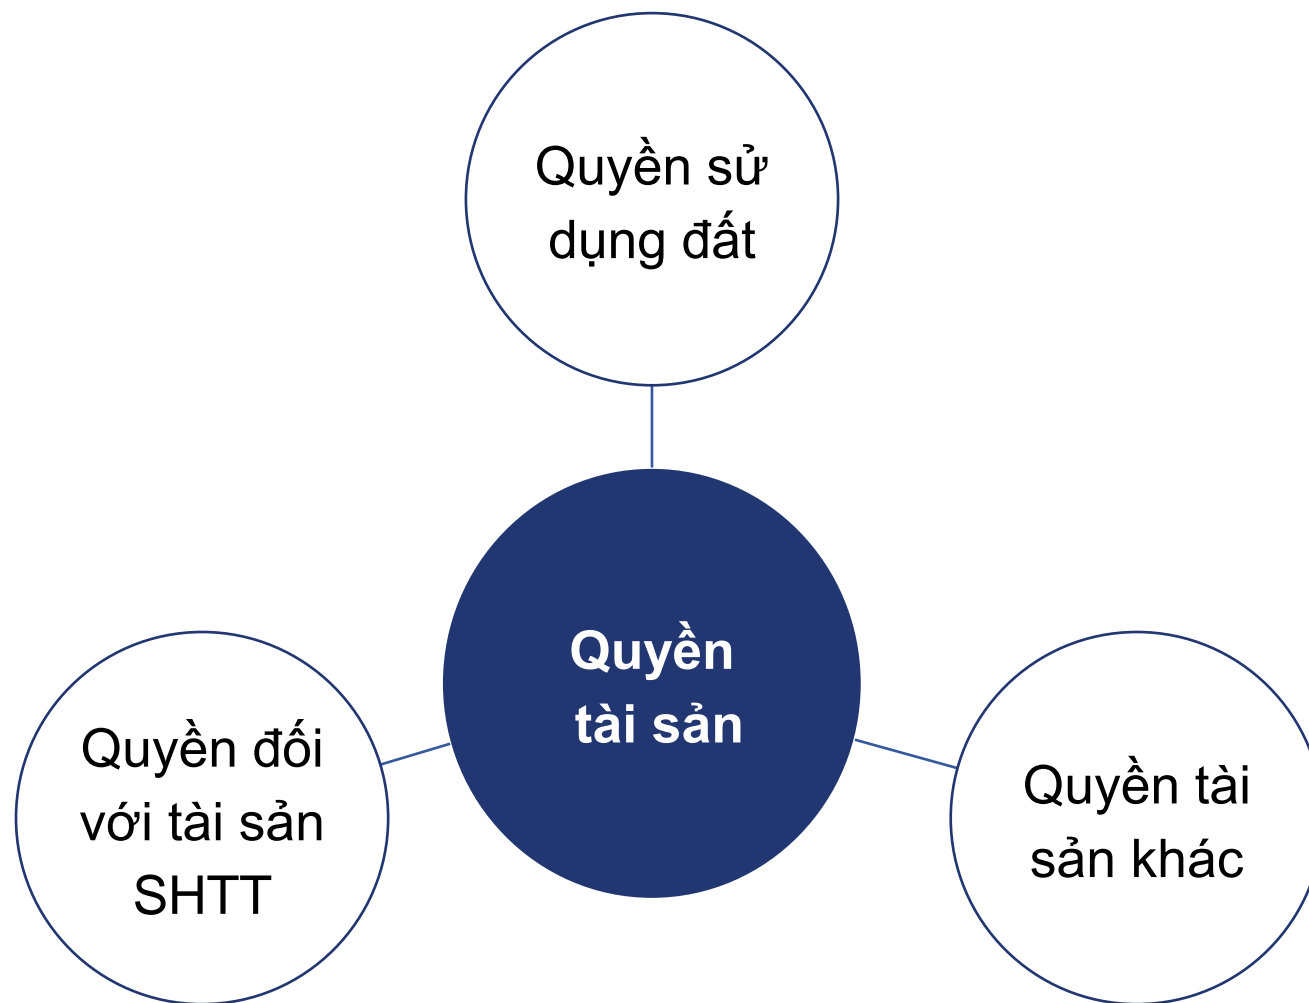 Quyền sử
dụng đất
Quyền
tài sản
Quyền đối
với tài sản
SHTT
Quyền tài
sản khác